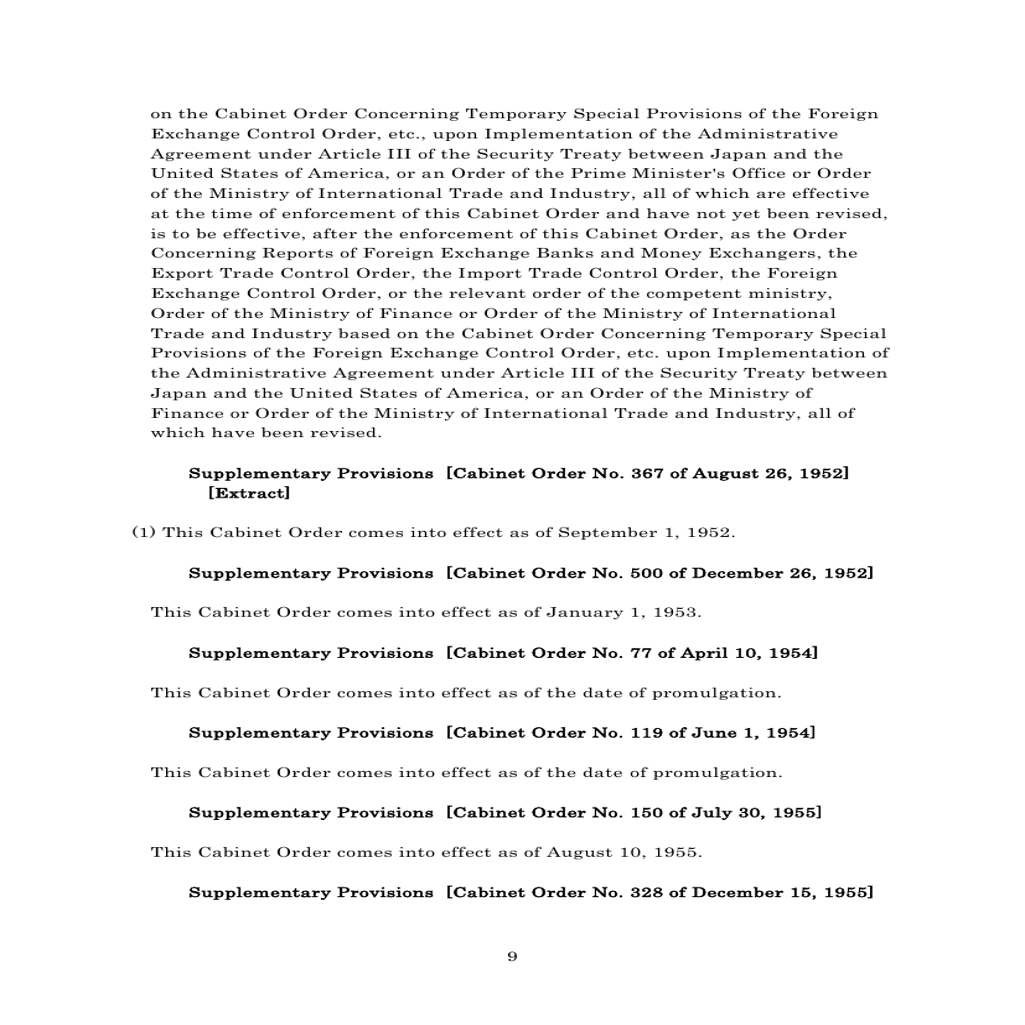 on the Cabinet Order Concerning Temporary Special Provisions of the Foreign
Exchange Control Order, etc., upon Implementation of the Administrative
Agreement under Article III of the Security Treaty between Japan and the
United States of America, or an Order of the Prime Minister's Office or Order
of the Ministry of International Trade and Industry, all of which are effective
at the time of enforcement of this Cabinet Order and have not yet been revised,
is to be effective, after the enforcement of this Cabinet Order, as the Order
Concerning Reports of Foreign Exchange Banks and Money Exchangers, the
Export Trade Control Order, the Import Trade Control Order, the Foreign
Exchange Control Order, or the relevant order of the competent ministry,
Order of the Ministry of Finance or Order of the Ministry of International
Trade and Industry based on the Cabinet Order Concerning Temporary Special
Provisions of the Foreign Exchange Control Order, etc. upon Implementation of
the Administrative Agreement under Article III of the Security Treaty between
Japan and the United States of America, or an Order of the Ministry of
Finance or Order of the Ministry of International Trade and Industry, all of
which have been revised.
Supplementary Provisions [Cabinet Order No. 367 of August 26, 1952]
[Extract]
(1) This Cabinet Order comes into effect as of September 1, 1952.
Supplementary Provisions [Cabinet Order No. 500 of December 26, 1952]
This Cabinet Order comes into effect as of January 1, 1953.
Supplementary Provisions [Cabinet Order No. 77 of April 10, 1954]
This Cabinet Order comes into effect as of the date of promulgation.
Supplementary Provisions [Cabinet Order No. 119 of June 1, 1954]
This Cabinet Order comes into effect as of the date of promulgation.
Supplementary Provisions [Cabinet Order No. 150 of July 30, 1955]
This Cabinet Order comes into effect as of August 10, 1955.
Supplementary Provisions [Cabinet Order No. 328 of December 15, 1955]
9